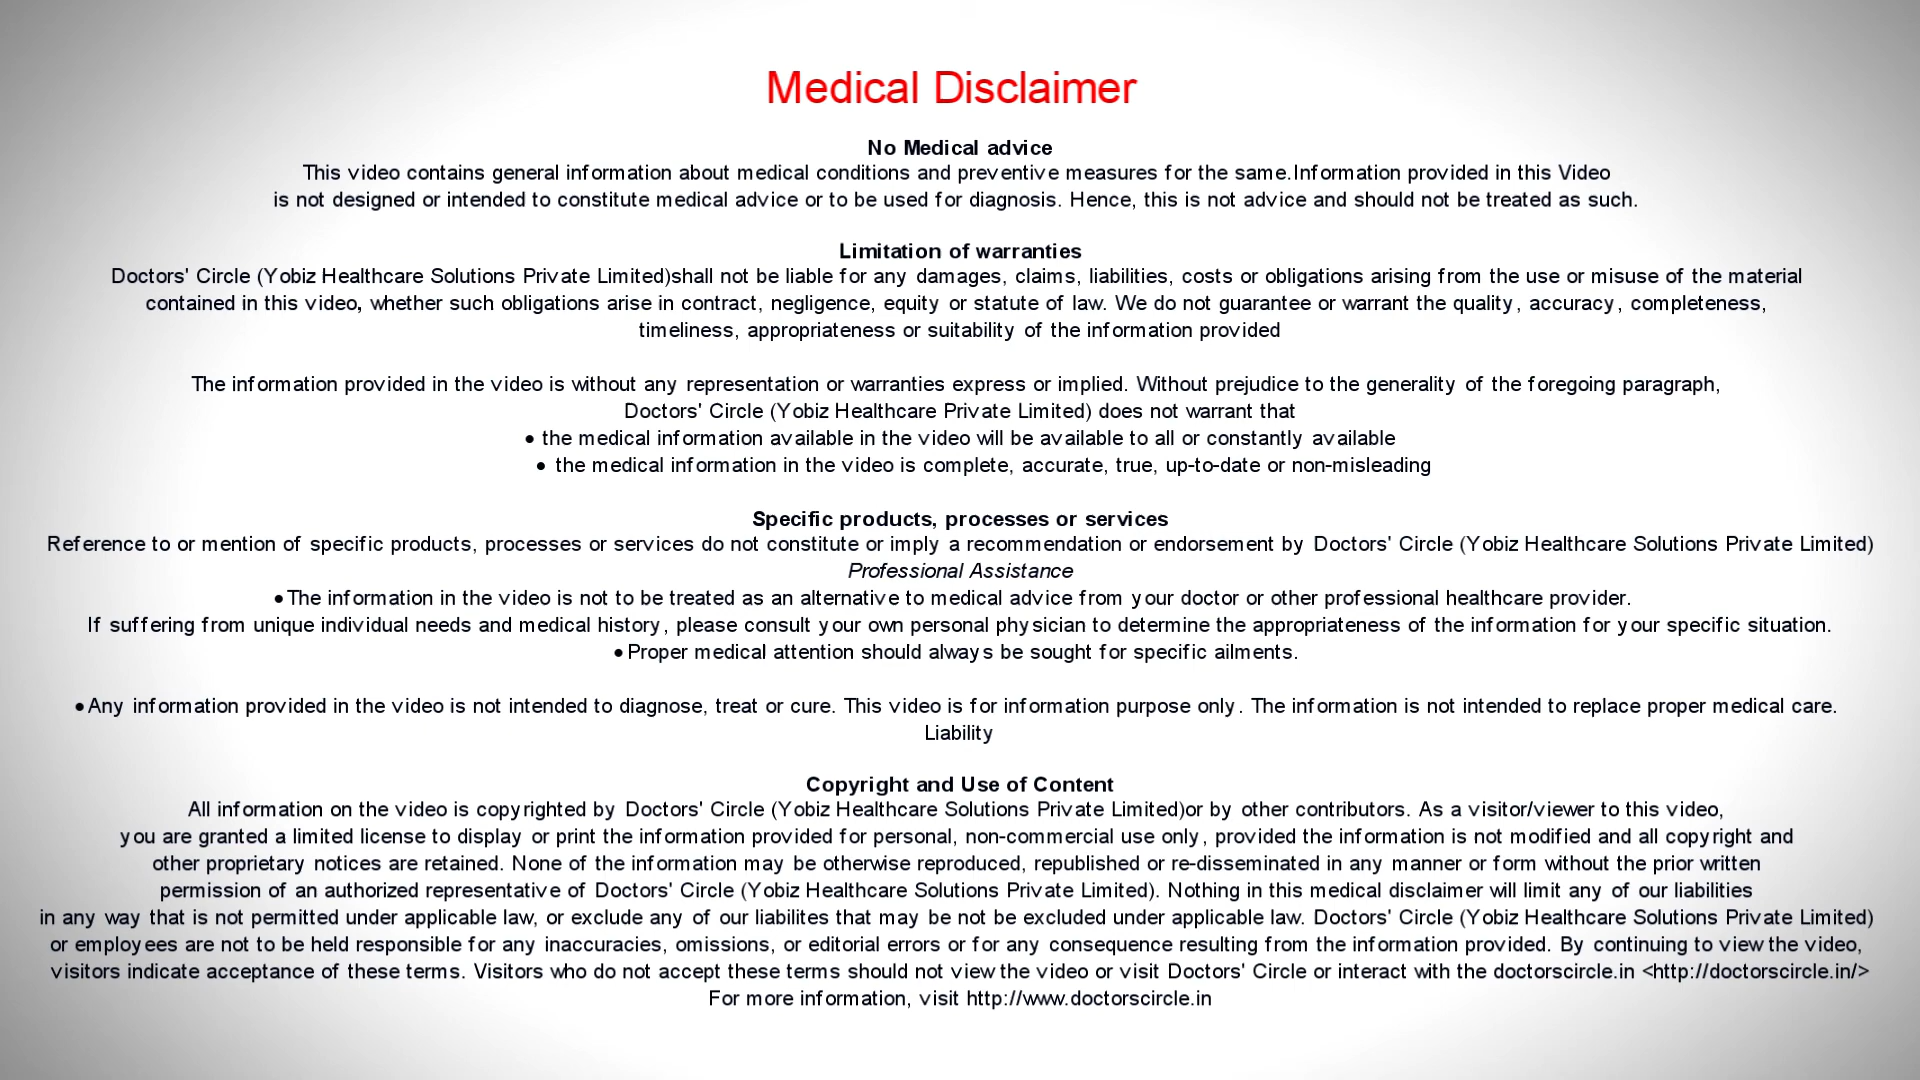 Medical Disclaimer
No Medical advice
This video contains general information about medical conditions and preventive measures for the same.Information provided in this Video
is not designed or intended to constitute medical advice or to be used for diagnosis. Hence, this is not advice and should not be treated as such.
Limitation of warranties
Doctors' Circle (Yobiz Healthcare Solutions Private Limited)shall not be liable for any damages, claims, liabilities, costs or obligations arising from the use or misuse of the material
contained in this video, whether such obligations arise in contract, negligence, equity or statute of law. We do not guarantee or warrant the quality, accuracy, completeness,
timeliness, appropriateness or suitability of the information provided
The information provided in the video is without any representation or warranties express or implied. Without prejudice to the generality of the foregoing paragraph,
Doctors' Circle (Yobiz Healthcare Private Limited) does not warrant that
• the medical information available in the video will be available to all or constantly available
• the medical information in the video is complete, accurate, true, up-to-date or non-misleading
Specific products, processes or services
Reference to or mention of specific products, processes or services do not constitute or imply a recommendation or endorsement by Doctors' Circle (Yobiz Healthcare Solutions Private Limited)
Professional Assistance
•The information in the video is not to be treated as an alternative to medical advice from your doctor or other professional healthcare provider.
If suffering from unique individual needs and medical history, please consult your own personal physician to determine the appropriateness of the information for your specific situation.
•Proper medical attention should always be sought for specific ailments.
•Any information provided in the video is not intended to diagnose, treat or cure. This video is for information purpose only. The information is not intended to replace proper medical care.
Liability
Copyright and Use of Content
All information on the video is copyrighted by Doctors' Circle (Yobiz Healthcare Solutions Private Limited)or by other contributors. As a visitor/viewer to this video,
you are granted a limited license to display or print the information provided for personal, non-commercial use only, provided the information is not modified and all copyright and
other proprietary notices are retained. None of the information may be otherwise reproduced, republished or re-disseminated in any manner or form without the prior written
permission of an authorized representative of Doctors' Circle (Yobiz Healthcare Solutions Private Limited). Nothing in this medical disclaimer will limit any of our liabilities
in any way that is not permitted under applicable law, or exclude any of our liabilites that may be not be excluded under applicable law. Doctors' Circle (Yobiz Healthcare Solutions Private Limited)
or employees are not to be held responsible for any inaccuracies, omissions, or editorial errors or for any consequence resulting from the information provided. By continuing to view the video,
visitors indicate acceptance of these terms. Visitors who do not accept these terms should not view the video or visit Doctors' Circle or interact with the doctorscircle.in <http://doctorscircle.in/>
For more information, visit http://www.doctorscircle.in